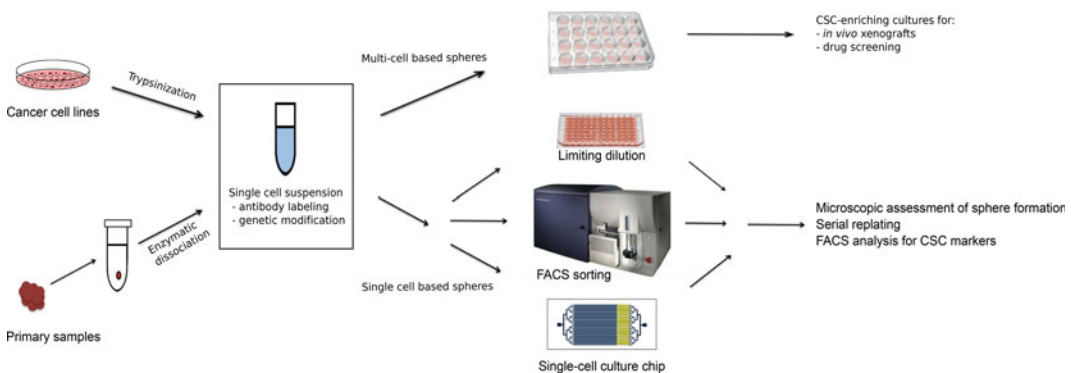 Cancer cell lines
Trypsinization
Primary samples
Enzymatic
dissociation
Single cell suspension
- antibody labeling
- genetic modification
Multi-cell based spheres
Single cell based spheres
Limiting dilution
FACS sorting
Single-cell culture chip
CSC-enriching cultures for:
- in vivo xenografts
- drug screening
Microscopic assessment of sphere formation
Serial replating
FACS analysis for CSC markers